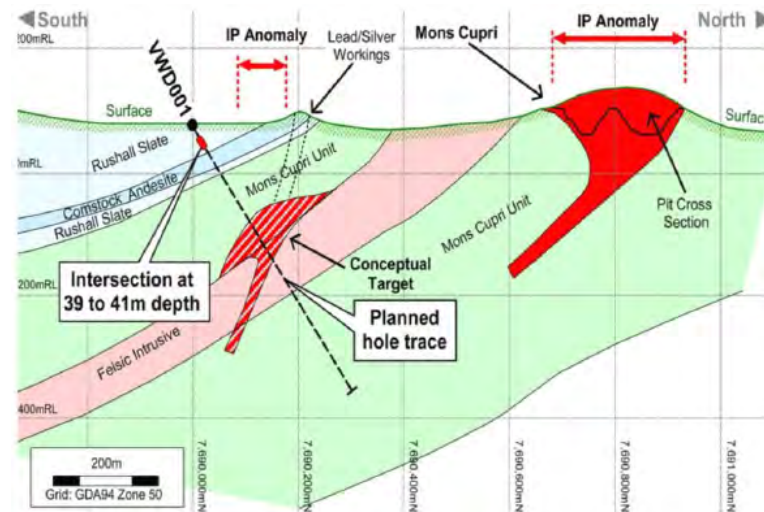 South
North
IP Anomaly
Lead/Silver
Workings
Mons Cupri
IP Anomaly
200mRL
VWD001
Surface
Surfac
Rushall Slate
0mRL
Comstock Andesite
Rushall Slate
Mons Cupri Unit
Mons Cupri Unit
Pit Cross
Section
Intersection at
39 to 41m depth
Conceptual
Target
200mRL
Planned
hole trace
Felsic Intrusive
400mRL
200m
Grid: GDA94 Zone 50
7,690,000mN
7,690,200mN
7,690,400mN
7,690,600mN
7,690,800mN
7,691,000mN